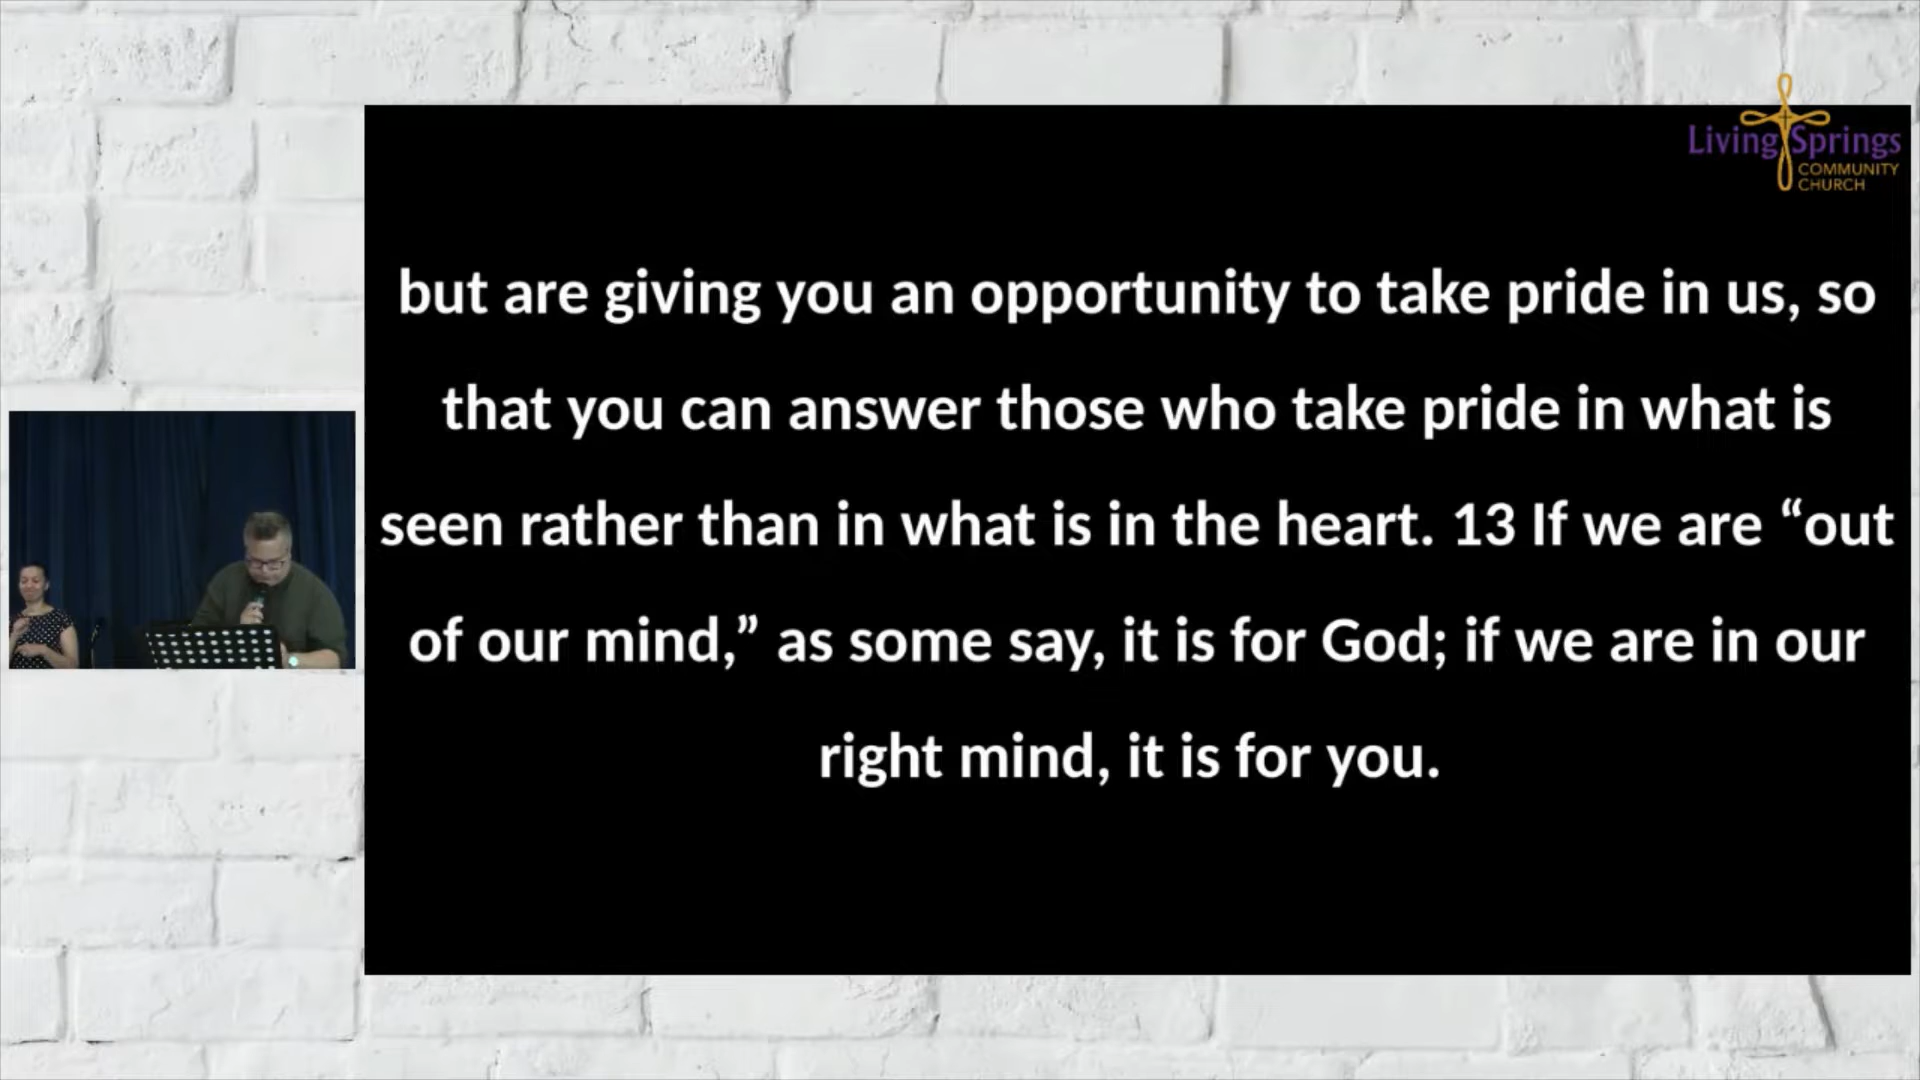 Living Springs
COMMUNITY
CHURCH
but are giving you an opportunity to take pride in us, so
that you can answer those who take pride in what is
seen rather than in what is in the heart. 13 If we are “out
of our mind,” as some say, it is for God; if we are in our
right mind, it is for you.